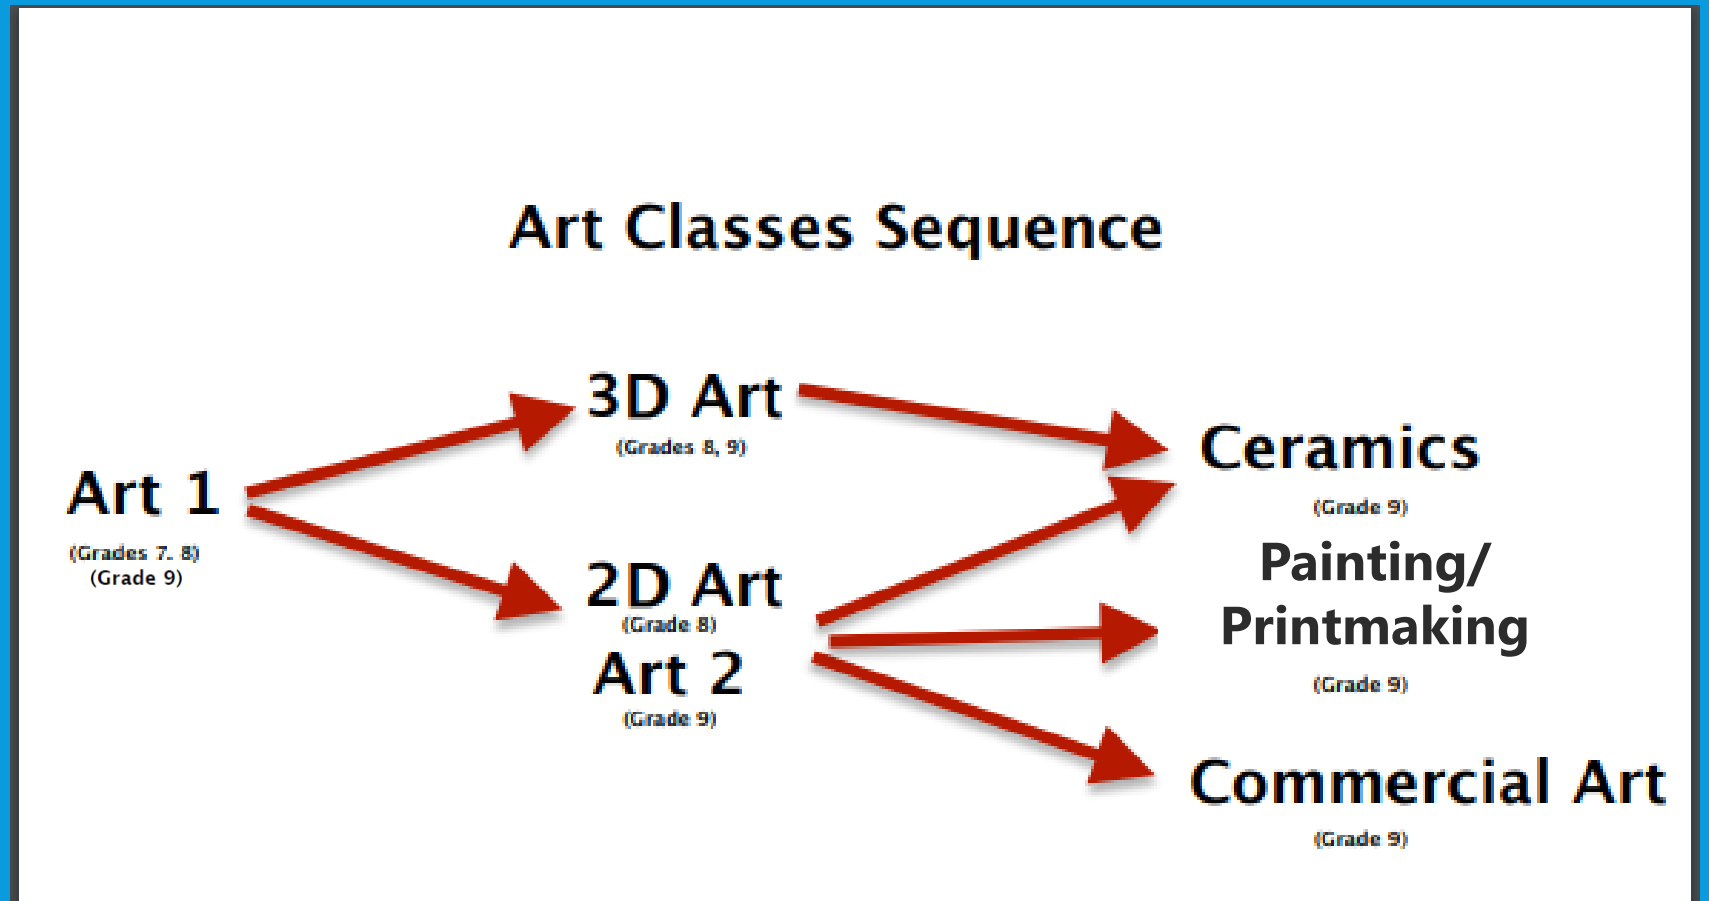 Art Classes Sequence
Art 1
(Grades 7. 8)
(Grade 9)
3D Art
(Grades 8, 9)
2D Art
(Grade 8)
Art 2
(Grade 9)
Ceramics
(Grade 9)
Painting/
Printmaking
(Grade 9)
Commercial Art
(Grade 9)